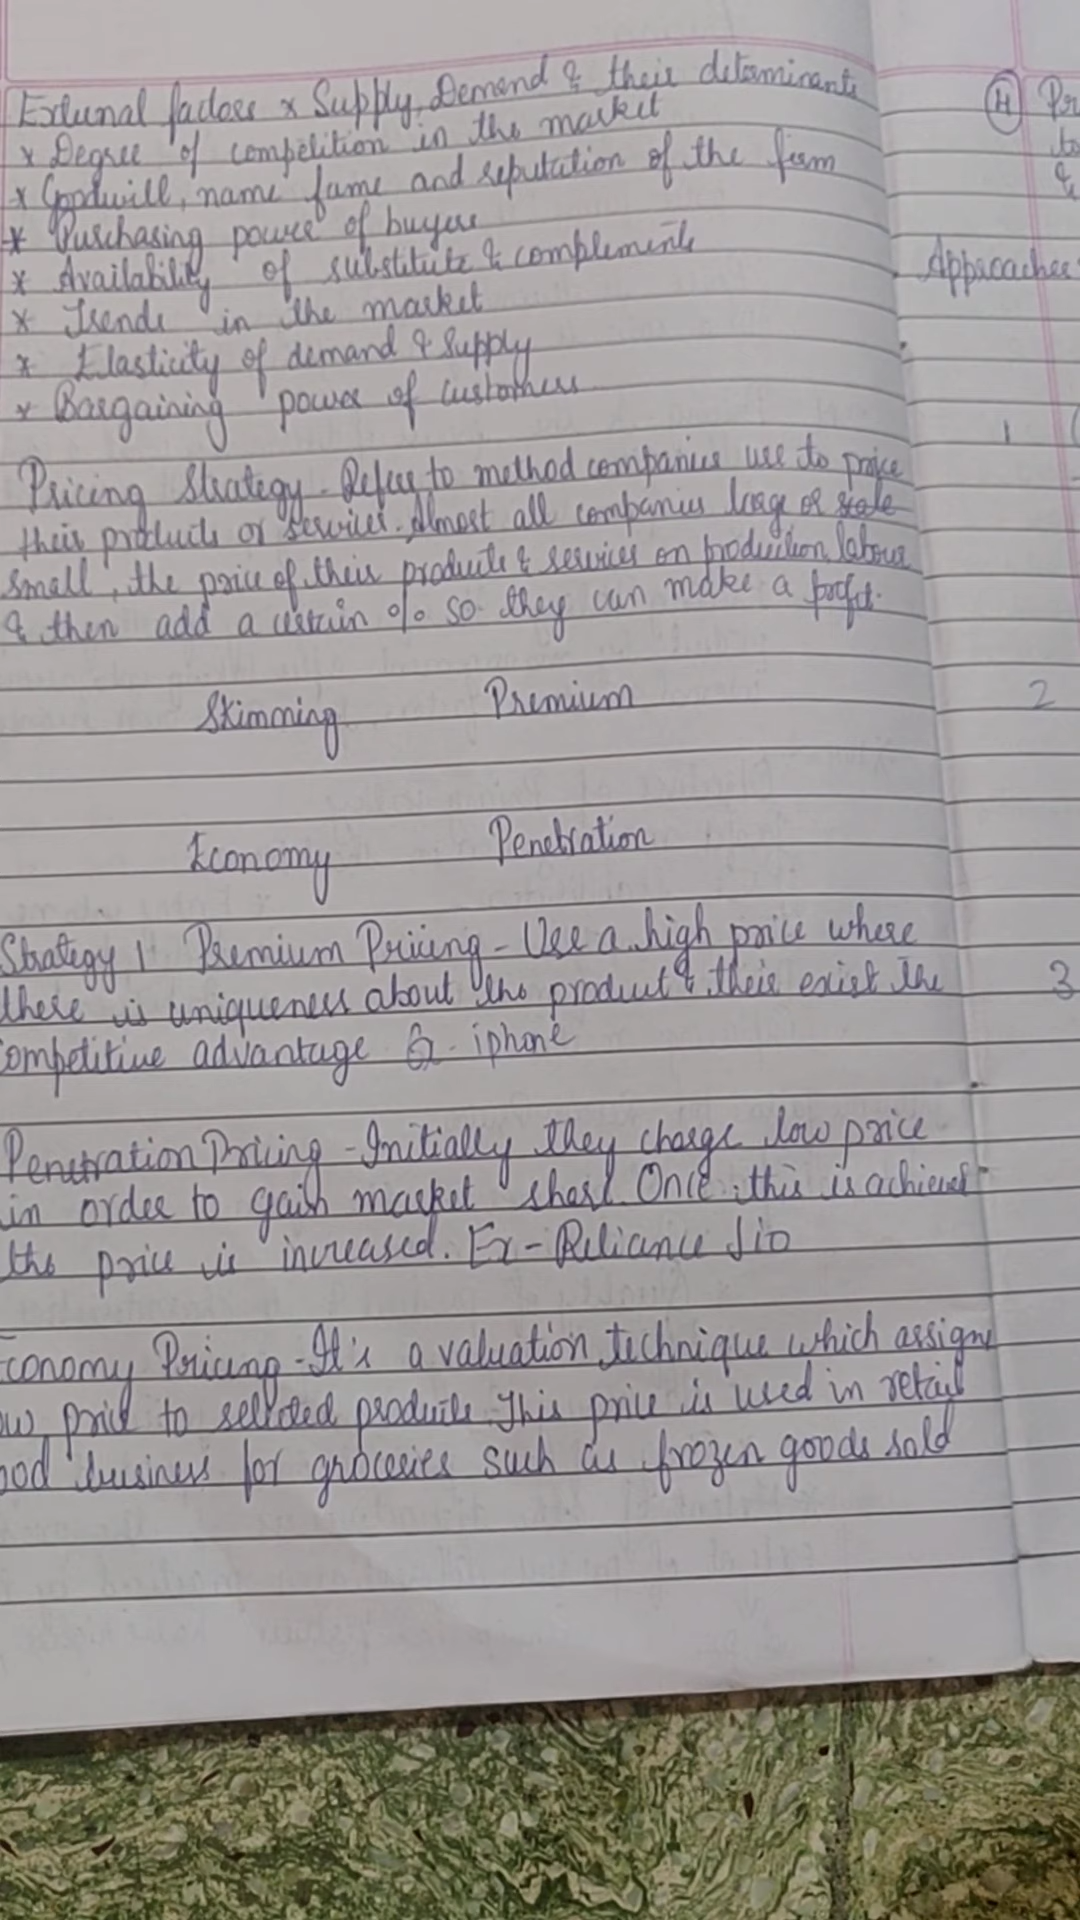 External factors x Supply, Demand & their determinants
x Degree of competition in the market
x Goodwill, name fame and reputation of the firm
x Purchasing power of buyers
x Availability of substitute & complements
x Trends in the market
x Elasticity of demand & supply
x Bargaining power of customers
Pricing Strategy - Refers to method companies use to price
their products or services. Almost all companies large or
small, the price of their products & services on production, labour
& then add a certain % so they can make a profit.
Skimming Premium
Economy Penetration
Strategy 1 Premium Pricing - Use a high price where
there is uniqueness about the product & their exist the
competitive advantage Ex - iphone
Penetration Pricing - Initially they charge low price
in order to gain market share Once this is achieved
the price is increased. Ex - Reliance Jio
Economy Pricing - It's a valuation technique which assigns
price to selected products This price is used in retail
business for groceries such as frozen goods sold
H Pr
&
Approaches
1
2
3